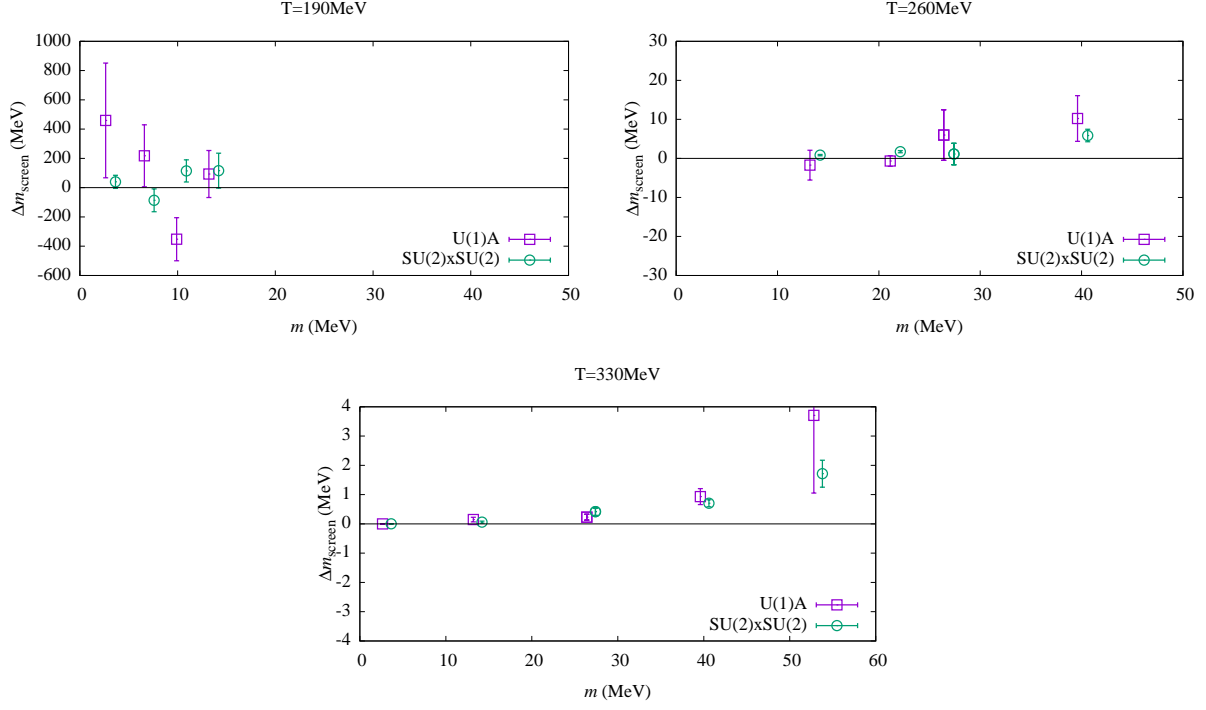 T=190MeV
Δm_screen (MeV)
1000
800
600
400
200
0
-200
-400
-600
0 10 20 30 40 50
m (MeV)
U(1)A
SU(2)xSU(2)
T=260MeV
Δm_screen (MeV)
30
20
10
0
-10
-20
-30
0 10 20 30 40 50
m (MeV)
U(1)A
SU(2)xSU(2)
T=330MeV
Δm_screen (MeV)
4
3
2
1
0
-1
-2
-3
-4
0 10 20 30 40 50 60
m (MeV)
U(1)A
SU(2)xSU(2)